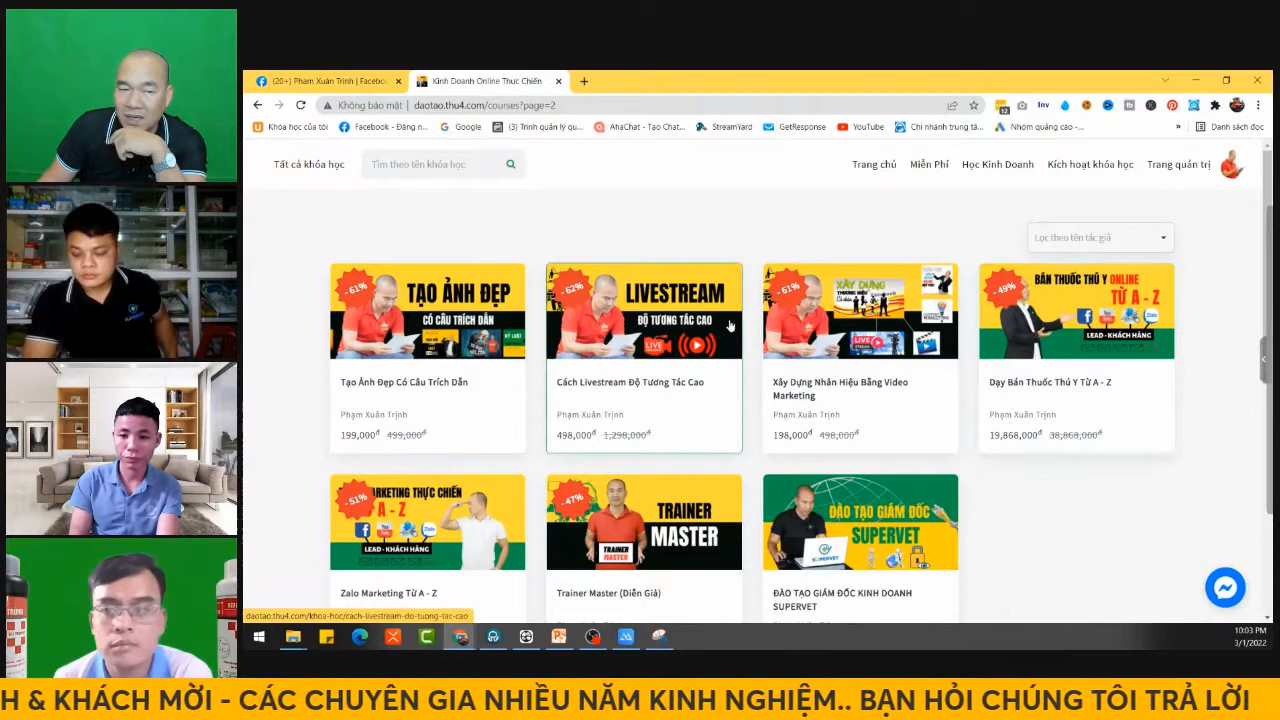 (20+) Phạm Xuân Trịnh | Facebo
Kinh Doanh Online Thực Chiến
Không bảo mật | daotao.thu4.com/courses?page=2
Khóa học của tôi
Facebook - Đăng n...
Google
(3) Trình quản lý qu...
AhaChat - Tạo Chat...
StreamYard
GetResponse
YouTube
Chi nhánh trung tâ...
Nhóm quảng cáo -...
»
Danh sách đọc
Tất cả khóa học
Tìm theo tên khóa học
Trang chủ
Miễn Phí
Học Kinh Doanh
Kích hoạt khóa học
Trang quản trị
Lọc theo tên tác giả
- 61%
TẠO ẢNH ĐẸP
CÓ CÂU TRÍCH DẪN
- 62%
LIVESTREAM
ĐỘ TƯƠNG TÁC CAO
LIVE
- 61%
XÂY DỰNG
THƯƠNG HIỆU
LIVE
- 49%
BÁN THUỐC THÚ Y ONLINE
TỪ A - Z
LEAD - KHÁCH HÀNG
Tạo Ảnh Đẹp Có Câu Trích Dẫn
Phạm Xuân Trịnh
199,000đ 499,000đ
Cách Livestream Độ Tương Tác Cao
Phạm Xuân Trịnh
498,000đ 1,298,000đ
Xây Dựng Nhân Hiệu Bằng Video
Marketing
Phạm Xuân Trịnh
198,000đ 498,000đ
Dạy Bán Thuốc Thú Y Từ A - Z
Phạm Xuân Trịnh
19,868,000đ 38,868,000đ
- 51%
MARKETING THỰC CHIẾN
A - Z
LEAD - KHÁCH HÀNG
- 47%
TRAINER
MASTER
TRAINER
MASTER
ĐÀO TẠO GIÁM ĐỐC
SUPERVET
Zalo Marketing Từ A - Z
Trainer Master (Diễn Giả)
ĐÀO TẠO GIÁM ĐỐC KINH DOANH
SUPERVET
daotao.thu4.com/khoa-hoc/cach-livestream-do-tuong-tac-cao
10:03 PM
3/1/2022
H & KHÁCH MỜI - CÁC CHUYÊN GIA NHIỀU NĂM KINH NGHIỆM.. BẠN HỎI CHÚNG TÔI TRẢ LỜI